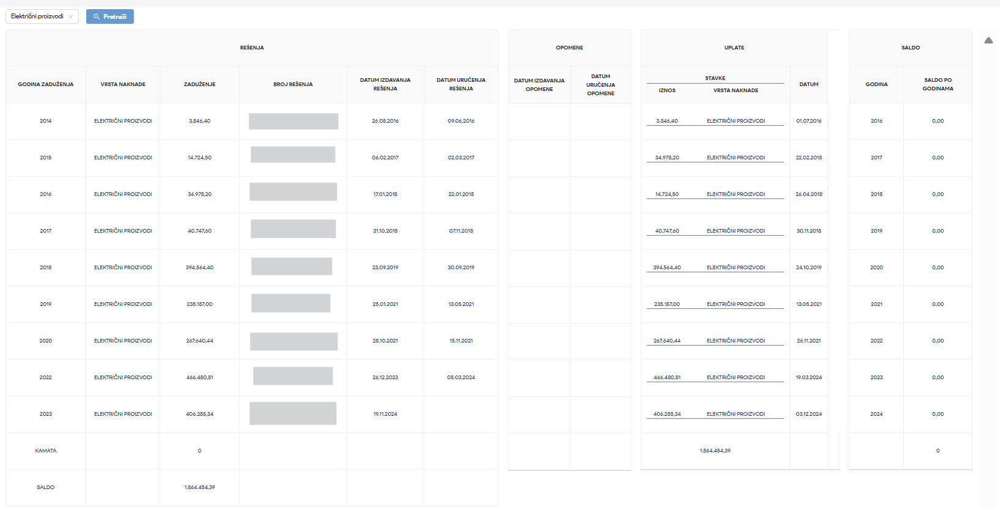 Električni proizvodi Pretraži
REŠENJA OPOMENE UPLATE SALDO
GODINA ZADUŽENJA VRSTA NAKNADE ZADUŽENJE BROJ REŠENJA DATUM IZDAVANJA REŠENJA DATUM URUČENJA REŠENJA DATUM IZDAVANJA OPOMENE DATUM URUČENJA OPOMENE STAVKE IZNOS VRSTA NAKNADE DATUM GODINA SALDO PO GODINAMA
2014 ELEKTRIČNI PROIZVODI 3.846,40 26.05.2016 09.06.2016 3.846,40 ELEKTRIČNI PROIZVODI 01.07.2016 2016 0,00
2015 ELEKTRIČNI PROIZVODI 14.724,50 06.02.2017 02.03.2017 34.978,20 ELEKTRIČNI PROIZVODI 22.02.2018 2017 0,00
2016 ELEKTRIČNI PROIZVODI 34.978,20 17.01.2018 22.01.2018 14.724,50 ELEKTRIČNI PROIZVODI 26.04.2018 2018 0,00
2017 ELEKTRIČNI PROIZVODI 40.747,60 31.10.2018 07.11.2018 40.747,60 ELEKTRIČNI PROIZVODI 30.11.2018 2019 0,00
2018 ELEKTRIČNI PROIZVODI 394.564,40 23.09.2019 30.09.2019 394.564,40 ELEKTRIČNI PROIZVODI 24.10.2019 2020 0,00
2019 ELEKTRIČNI PROIZVODI 235.187,00 25.01.2021 13.05.2021 235.187,00 ELEKTRIČNI PROIZVODI 13.05.2021 2021 0,00
2020 ELEKTRIČNI PROIZVODI 267.640,44 28.10.2021 15.11.2021 267.640,44 ELEKTRIČNI PROIZVODI 26.11.2021 2022 0,00
2022 ELEKTRIČNI PROIZVODI 466.480,51 26.12.2023 08.03.2024 466.480,51 ELEKTRIČNI PROIZVODI 19.03.2024 2023 0,00
2023 ELEKTRIČNI PROIZVODI 406.285,34 19.11.2024 406.285,34 ELEKTRIČNI PROIZVODI 03.12.2024 2024 0,00
KAMATA 0 1.864.454,39 0
SALDO 1.864.454,39